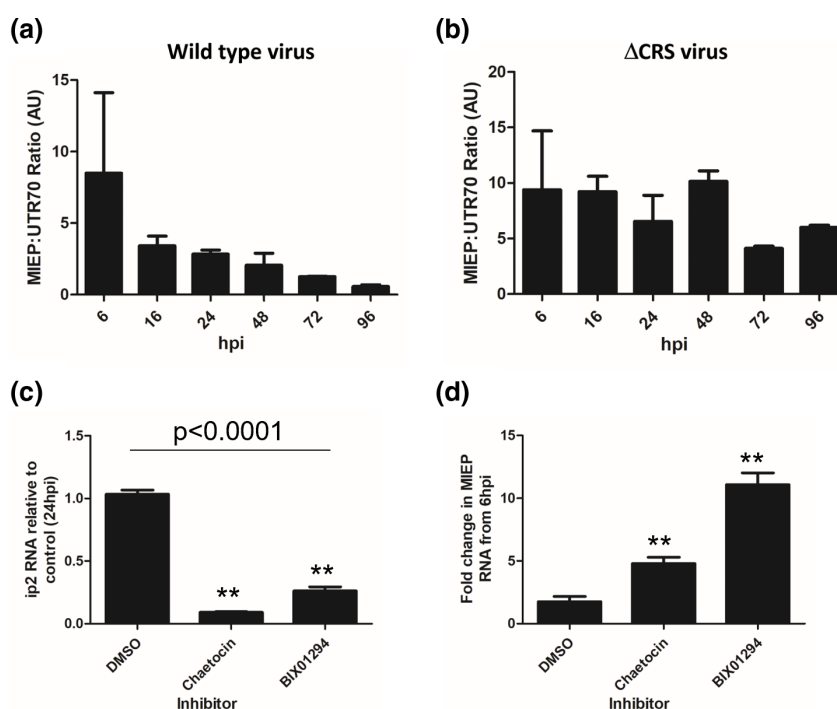 (a)
Wild type virus
MIEP:UTR70 Ratio (AU)
15
10
5
0
6
16
24
48
72
96
hpi
(b)
ΔCRS virus
MIEP:UTR70 Ratio (AU)
20
15
10
5
0
6
16
24
48
72
96
hpi
(c)
p<0.0001
ip2 RNA relative to
control (24hpi)
1.5
1.0
0.5
0.0
**
**
DMSO
Chaetocin
BIX01294
Inhibitor
(d)
Fold change in MIEP
RNA from 6hpi
15
10
5
0
**
**
DMSO
Chaetocin
BIX01294
Inhibitor